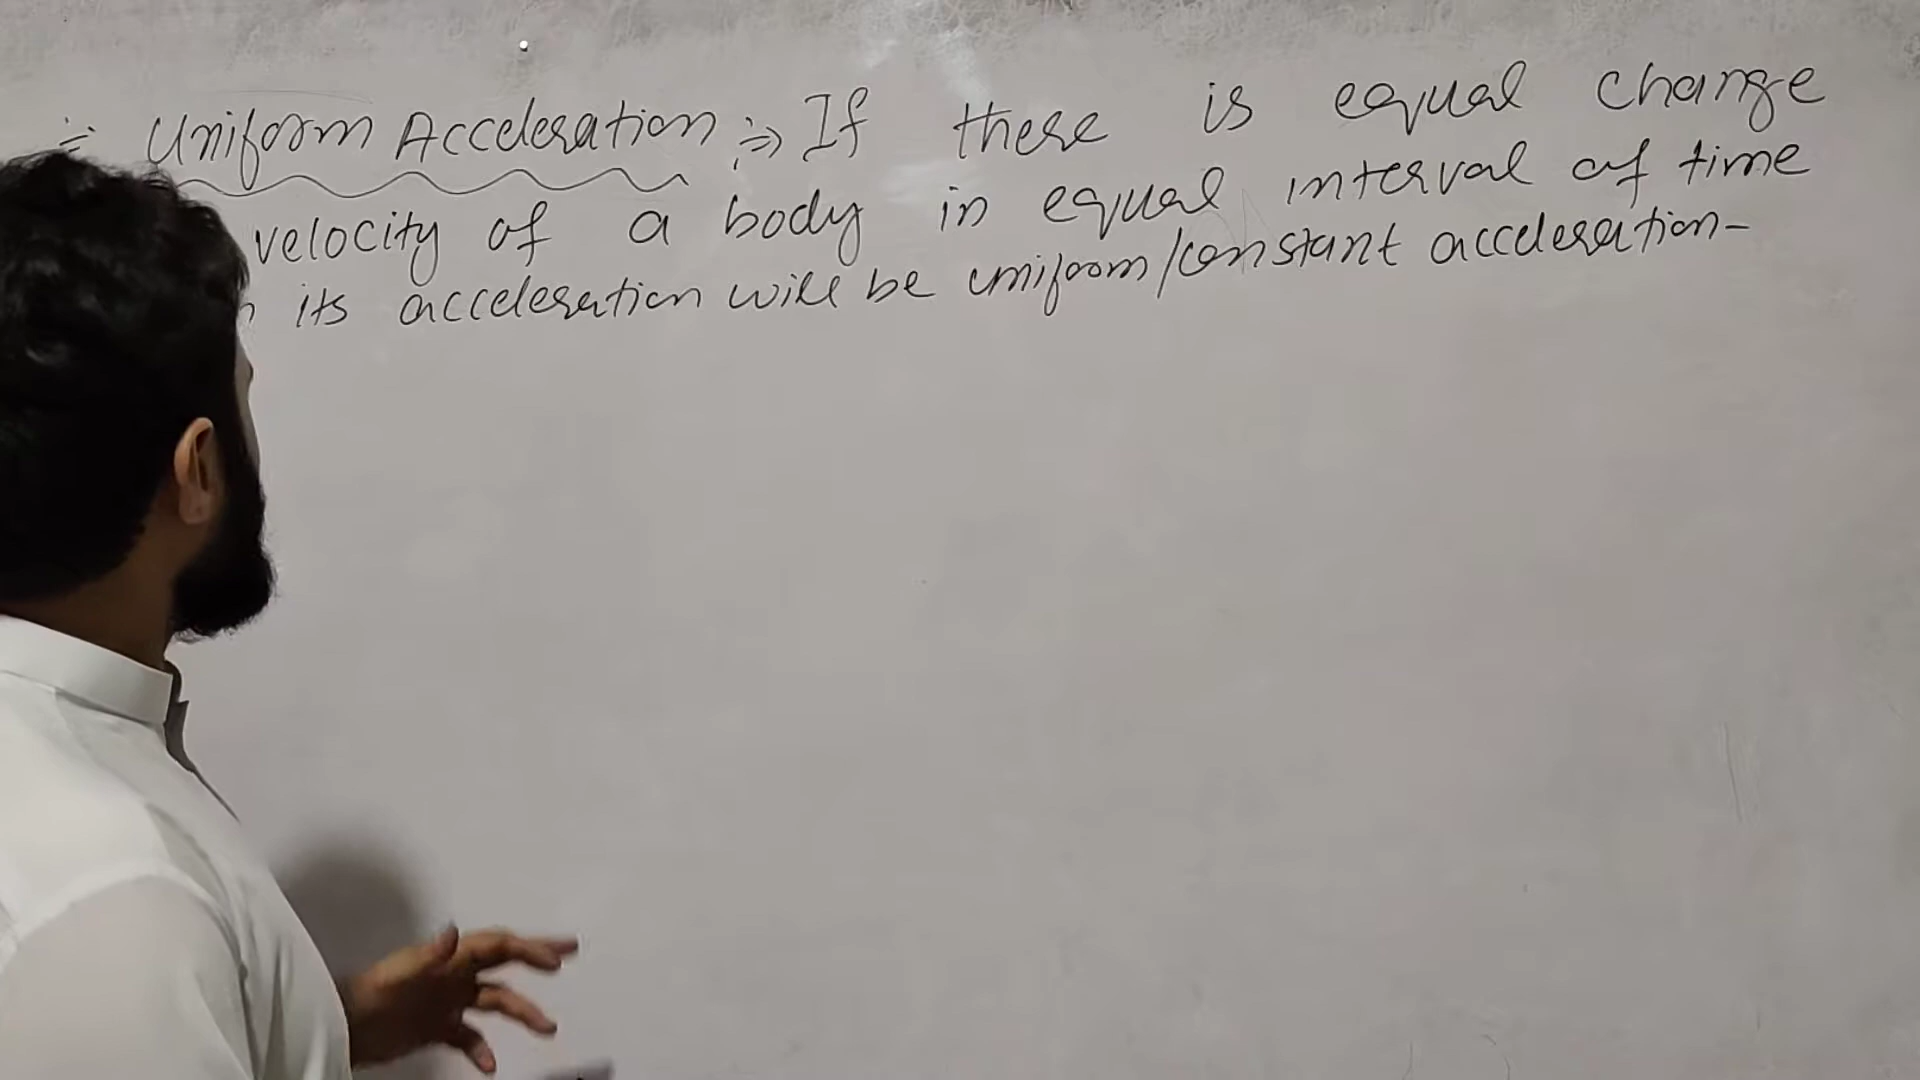 Uniform Acceleration :⇒ If there is equal change
velocity of a body in equal interval of time
its acceleration will be uniform/constant acceleration-